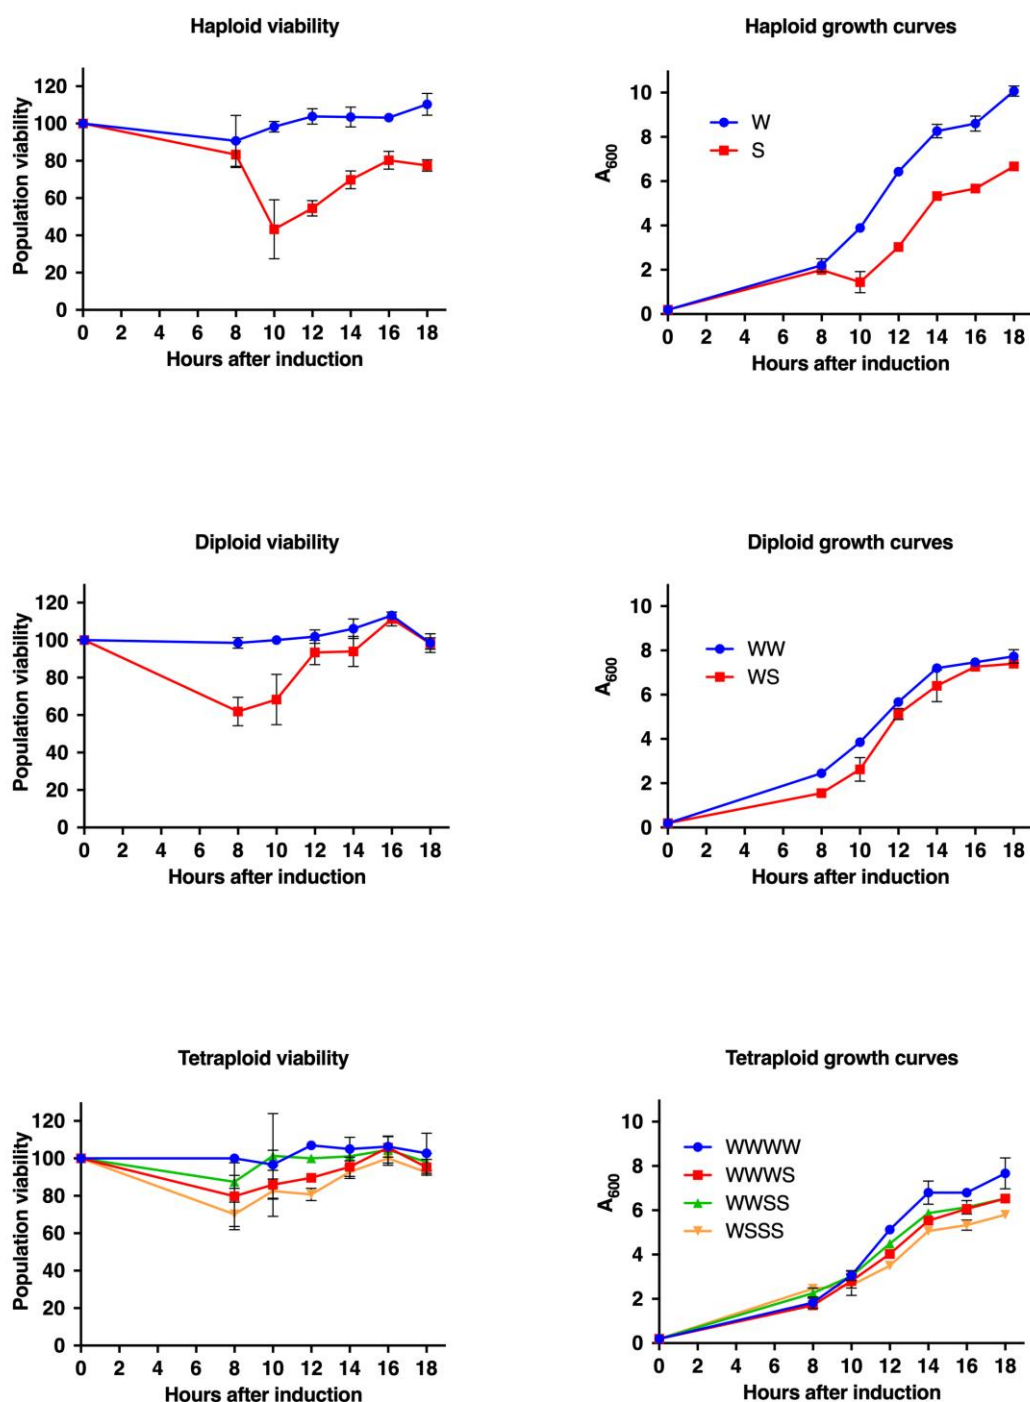 Haploid viability
Population viability
120
100
80
60
40
20
0
0 2 4 6 8 10 12 14 16 18
Hours after induction
Haploid growth curves
A600
10
8
6
4
2
0
W
S
0 2 4 6 8 10 12 14 16 18
Hours after induction
Diploid viability
Population viability
120
100
80
60
40
20
0
0 2 4 6 8 10 12 14 16 18
Hours after induction
Diploid growth curves
A600
10
8
6
4
2
0
WW
WS
0 2 4 6 8 10 12 14 16 18
Hours after induction
Tetraploid viability
Population viability
120
100
80
60
40
20
0
0 2 4 6 8 10 12 14 16 18
Hours after induction
Tetraploid growth curves
A600
10
8
6
4
2
0
WWWW
WWWS
WWSS
WSSS
0 2 4 6 8 10 12 14 16 18
Hours after induction